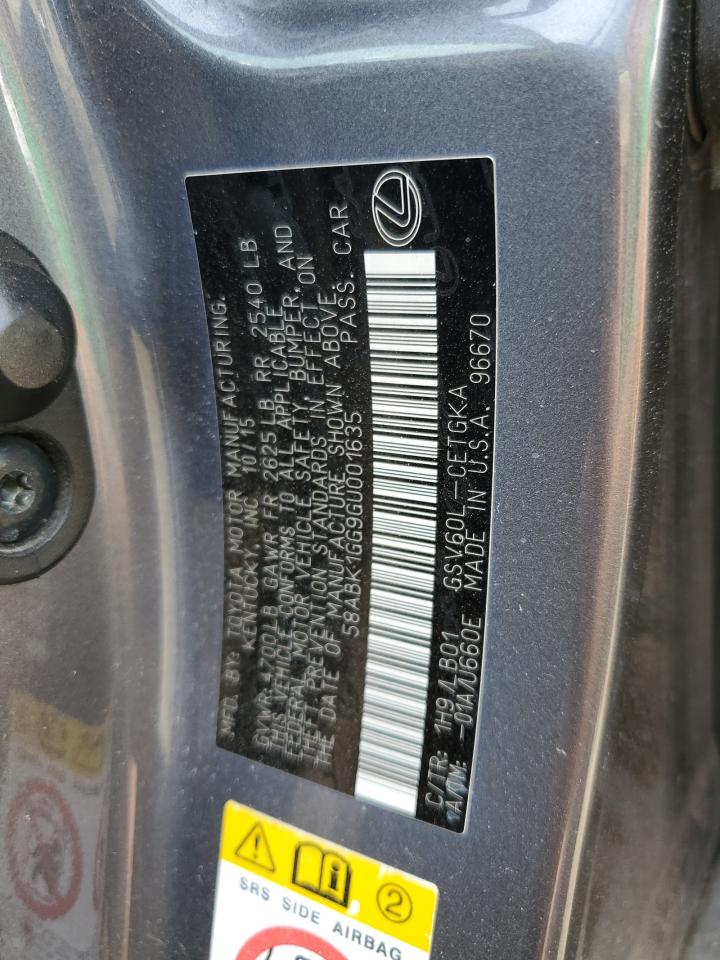 MFD. BY: TOYOTA MOTOR MANUFACTURING,
KENTUCKY, INC. 10/15
GVWR 4700LB GAWR FR 2625 LB RR 2540 LB
THIS VEHICLE CONFORMS TO ALL APPLICABLE
FEDERAL MOTOR VEHICLE SAFETY, BUMPER, AND
THEFT PREVENTION STANDARDS IN EFFECT ON
THE DATE OF MANUFACTURE SHOWN ABOVE.
58ABK1GG9GU001635 PASS. CAR
C/TR: 1H9/LB01 GSV60L-CETGKA
A/TM: -01A/U660E MADE IN U.S.A. 96670
2
SRS SIDE AIRBAG